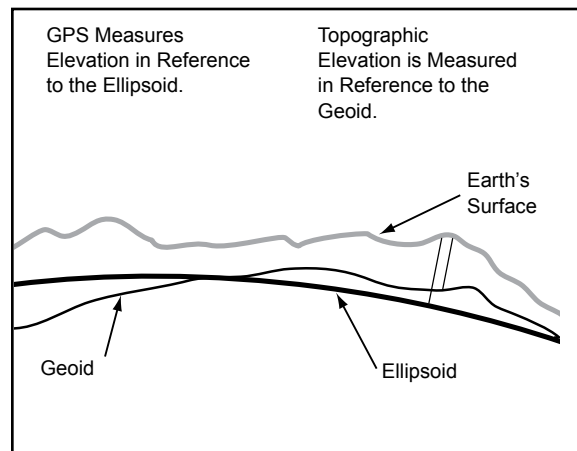 GPS Measures
Elevation in Reference
to the Ellipsoid.
Topographic
Elevation is Measured
in Reference to the
Geoid.
Earth's
Surface
Geoid
Ellipsoid